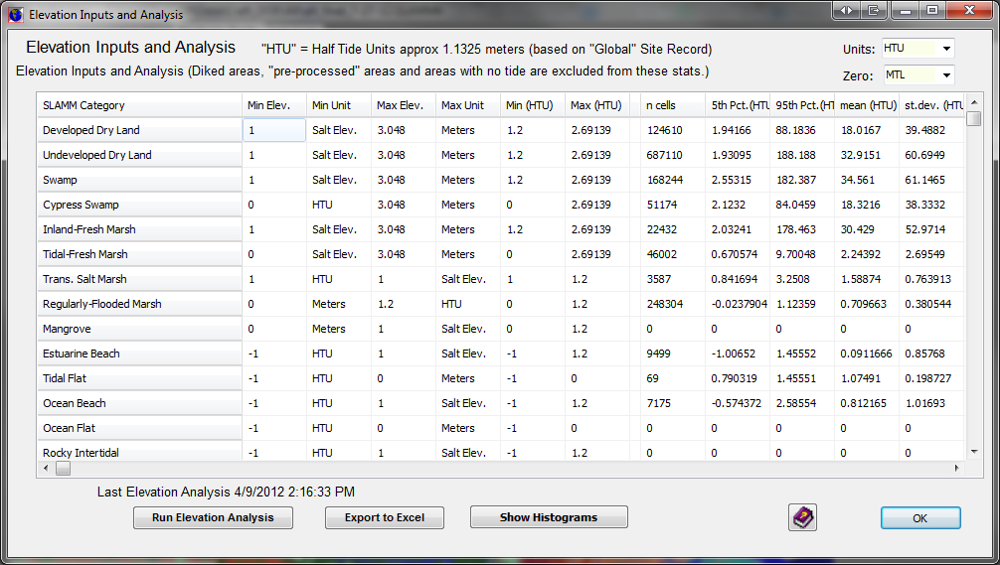 Elevation Inputs and Analysis
Elevation Inputs and Analysis "HTU" = Half Tide Units approx 1.1325 meters (based on "Global" Site Record) Units: HTU
Elevation Inputs and Analysis (Diked areas, "pre-processed" areas and areas with no tide are excluded from these stats.) Zero: MTL
SLAMM Category Min Elev. Min Unit Max Elev. Max Unit Min (HTU) Max (HTU) n cells 5th Pct.(HTU 95th Pct.(H mean (HTU) st.dev. (HTU
Developed Dry Land 1 Salt Elev. 3.048 Meters 1.2 2.69139 124610 1.94166 88.1836 18.0167 39.4882
Undeveloped Dry Land 1 Salt Elev. 3.048 Meters 1.2 2.69139 687110 1.93095 188.188 32.9151 60.6949
Swamp 1 Salt Elev. 3.048 Meters 1.2 2.69139 168244 2.55315 182.387 34.561 61.1465
Cypress Swamp 0 HTU 3.048 Meters 0 2.69139 51174 2.1232 84.0459 18.3216 38.3332
Inland-Fresh Marsh 1 Salt Elev. 3.048 Meters 1.2 2.69139 22432 2.03241 178.463 30.429 52.9714
Tidal-Fresh Marsh 0 Salt Elev. 3.048 Meters 0 2.69139 46002 0.670574 9.70048 2.24392 2.69549
Trans. Salt Marsh 1 HTU 1 Salt Elev. 1 1.2 3587 0.841694 3.2508 1.58874 0.763913
Regularly-Flooded Marsh 0 Meters 1.2 HTU 0 1.2 248304 -0.0237904 1.12359 0.709663 0.380544
Mangrove 0 Meters 1 Salt Elev. 0 1.2 0 0 0 0 0
Estuarine Beach -1 HTU 1 Salt Elev. -1 1.2 9499 -1.00652 1.45552 0.0911666 0.85768
Tidal Flat -1 HTU 0 Meters -1 0 69 0.790319 1.45551 1.07491 0.198727
Ocean Beach -1 HTU 1 Salt Elev. -1 1.2 7175 -0.574372 2.58554 0.812165 1.01693
Ocean Flat -1 HTU 0 Meters -1 0 0 0 0 0 0
Rocky Intertidal -1 HTU 1 Salt Elev. -1 1.2 0 0 0 0 0
Last Elevation Analysis 4/9/2012 2:16:33 PM
Run Elevation Analysis Export to Excel Show Histograms OK